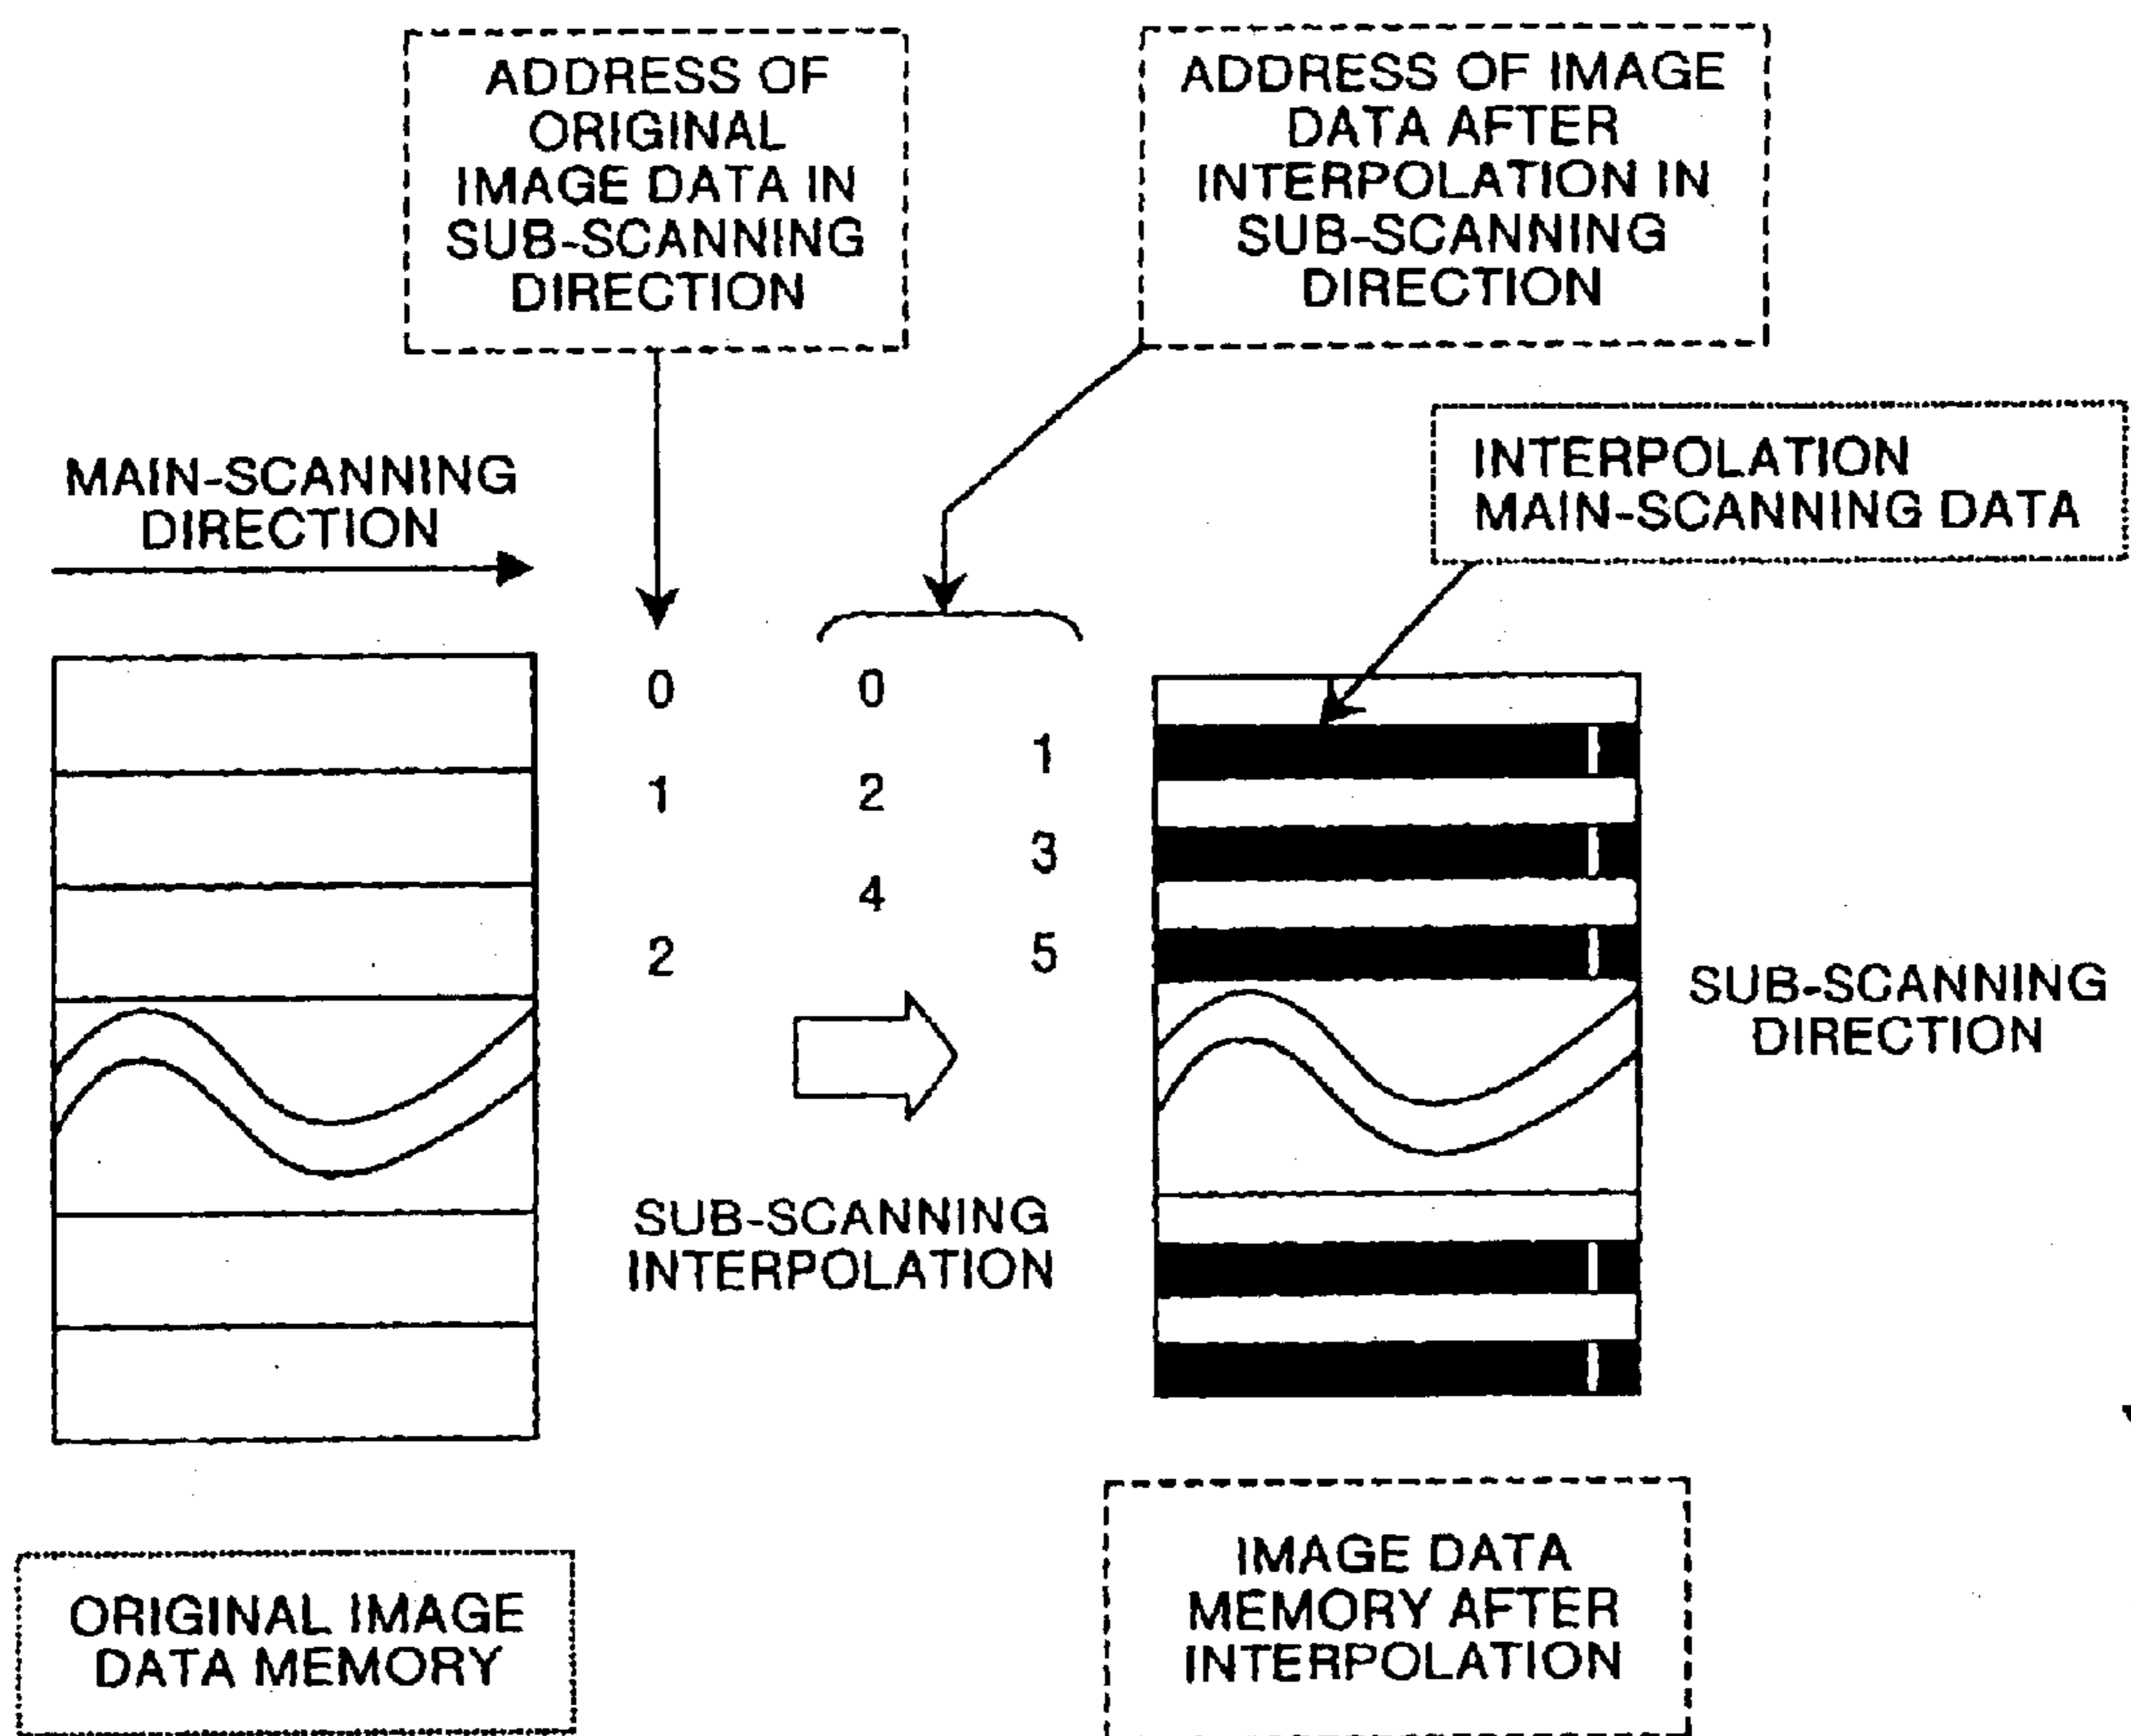 ADDRESS OF
ORIGINAL
IMAGE DATA IN
SUB-SCANNING
DIRECTION
ADDRESS OF IMAGE
DATA AFTER
INTERPOLATION IN
SUB-SCANNING
DIRECTION
INTERPOLATION
MAIN-SCANNING DATA
MAIN-SCANNING
DIRECTION
0
1
2
0
2
4
1
3
5
SUB-SCANNING
INTERPOLATION
SUB-SCANNING
DIRECTION
ORIGINAL IMAGE
DATA MEMORY
IMAGE DATA
MEMORY AFTER
INTERPOLATION